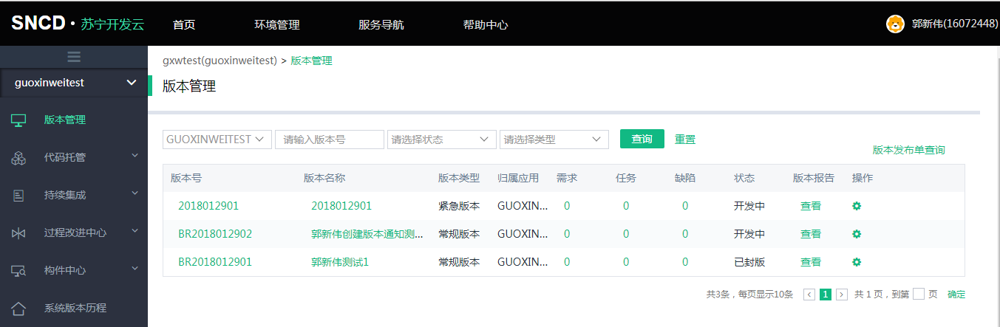 SNCD · 苏宁开发云 首页 环境管理 服务导航 帮助中心 郭新伟(16072448)
guoxinweitest
版本管理
代码托管
持续集成
过程改进中心
构件中心
系统版本历程
gxwtest(guoxinweitest) > 版本管理
版本管理
GUOXINWEITEST 请输入版本号 请选择状态 请选择类型 查询 重置
版本发布单查询
版本号 版本名称 版本类型 归属应用 需求 任务 缺陷 状态 版本报告 操作
2018012901 2018012901 紧急版本 GUOXIN... 0 0 0 开发中 查看
BR2018012902 郭新伟创建版本通知测... 常规版本 GUOXIN... 0 0 0 开发中 查看
BR2018012901 郭新伟测试1 常规版本 GUOXIN... 0 0 0 已封版 查看
共3条，每页显示10条 < 1 > 共 1 页，到第 页 确定